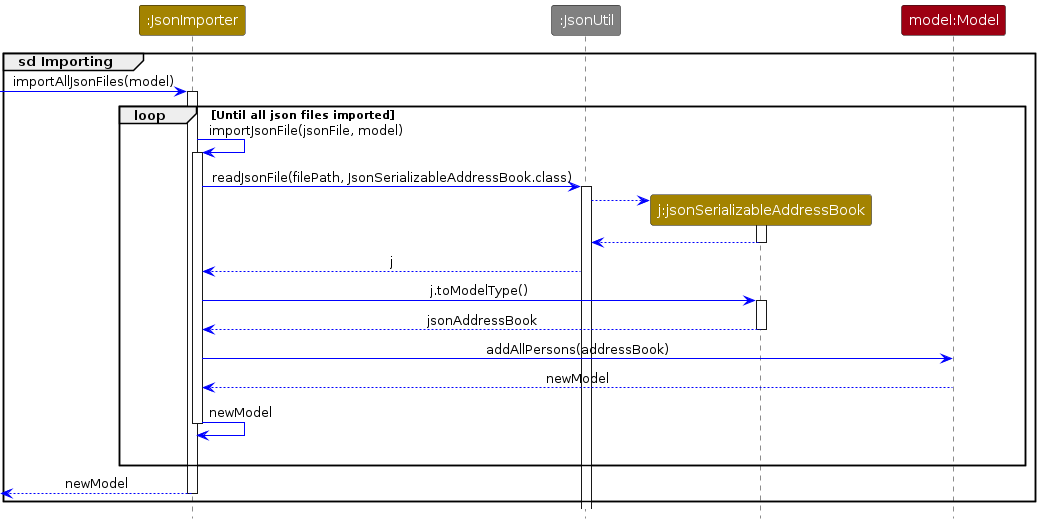 :JsonImporter
:JsonUtil
model:Model
sd Importing
importAllJsonFiles(model)
loop
[Until all json files imported]
importJsonFile(jsonFile, model)
readJsonFile(filePath, JsonSerializableAddressBook.class)
j:jsonSerializableAddressBook
j
j.toModelType()
jsonAddressBook
addAllPersons(addressBook)
newModel
newModel
newModel